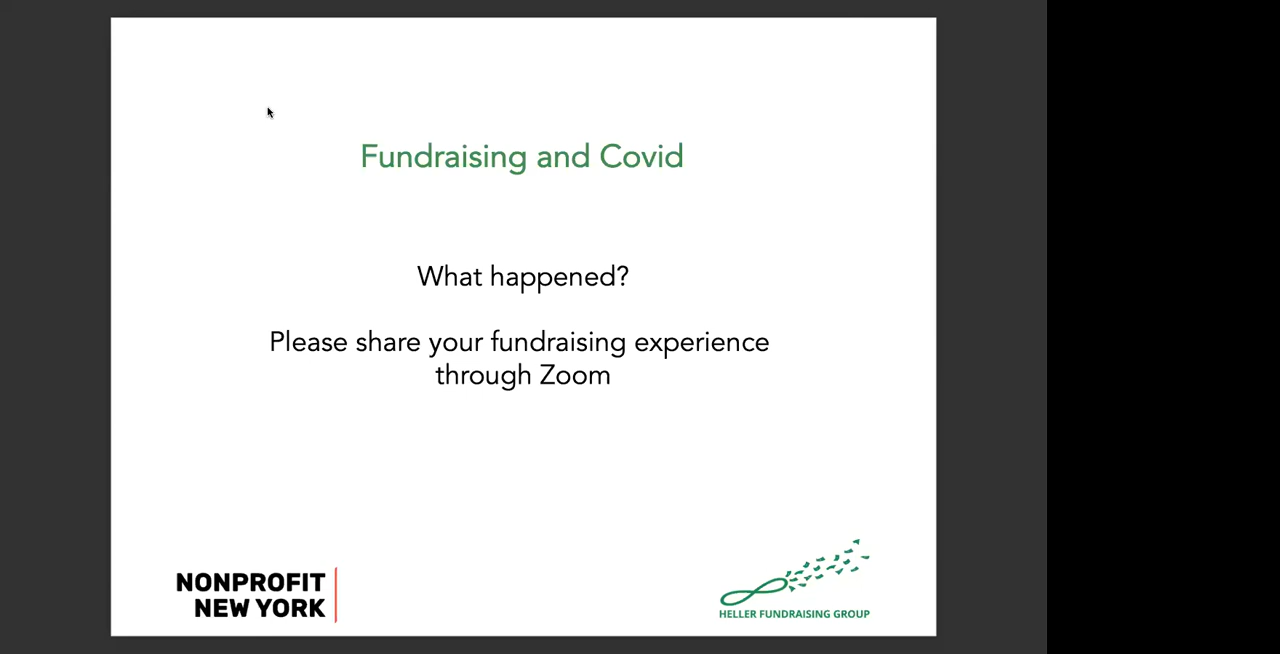 Fundraising and Covid
What happened?
Please share your fundraising experience
through Zoom
NONPROFIT
NEW YORK
HELLER FUNDRAISING GROUP